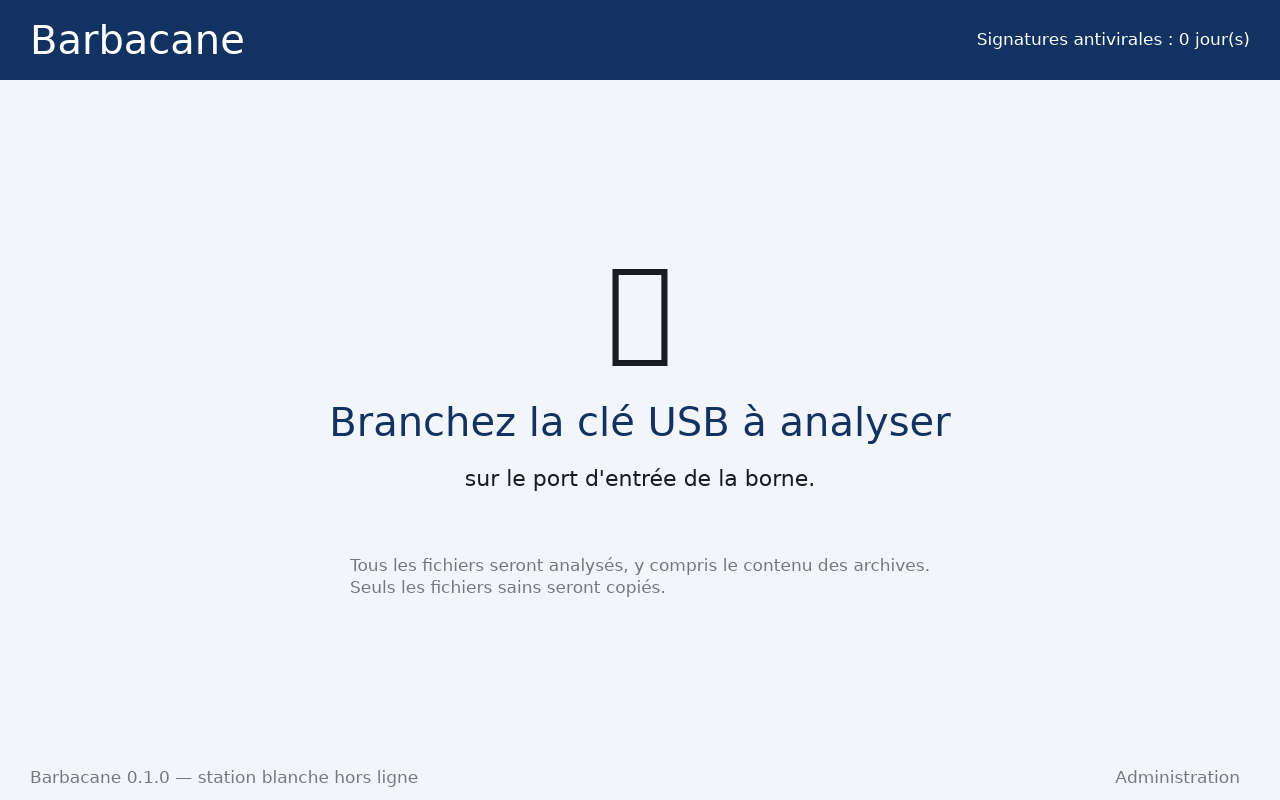 Barbacane
Signatures antivirales : 0 jour(s)
Branchez la clé USB à analyser
sur le port d'entrée de la borne.
Tous les fichiers seront analysés, y compris le contenu des archives.
Seuls les fichiers sains seront copiés.
Barbacane 0.1.0 — station blanche hors ligne
Administration